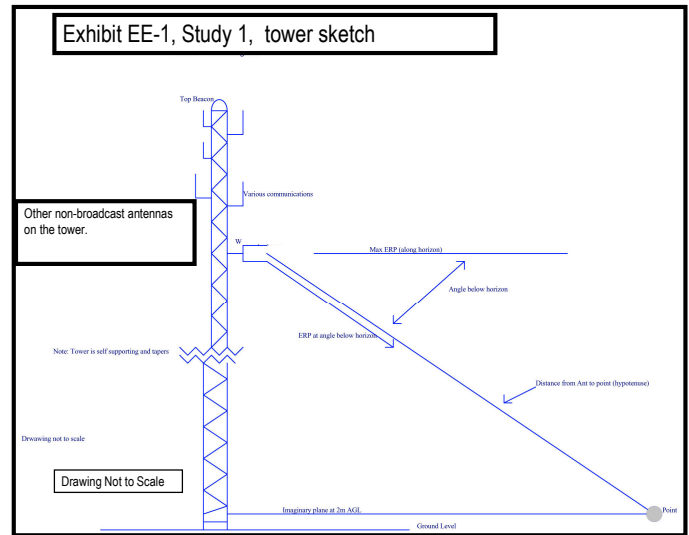 Exhibit EE-1, Study 1, tower sketch
Top Beacon
Various communications
Other non-broadcast antennas
on the tower.
W
Max ERP (along horizon)
Angle below horizon
ERP at angle below horizon
Note: Tower is self supporting and tapers
Distance from Ant to point (hypotenuse)
Drwawing not to scale
Drawing Not to Scale
Imaginary plane at 2m AGL
Point
Ground Level